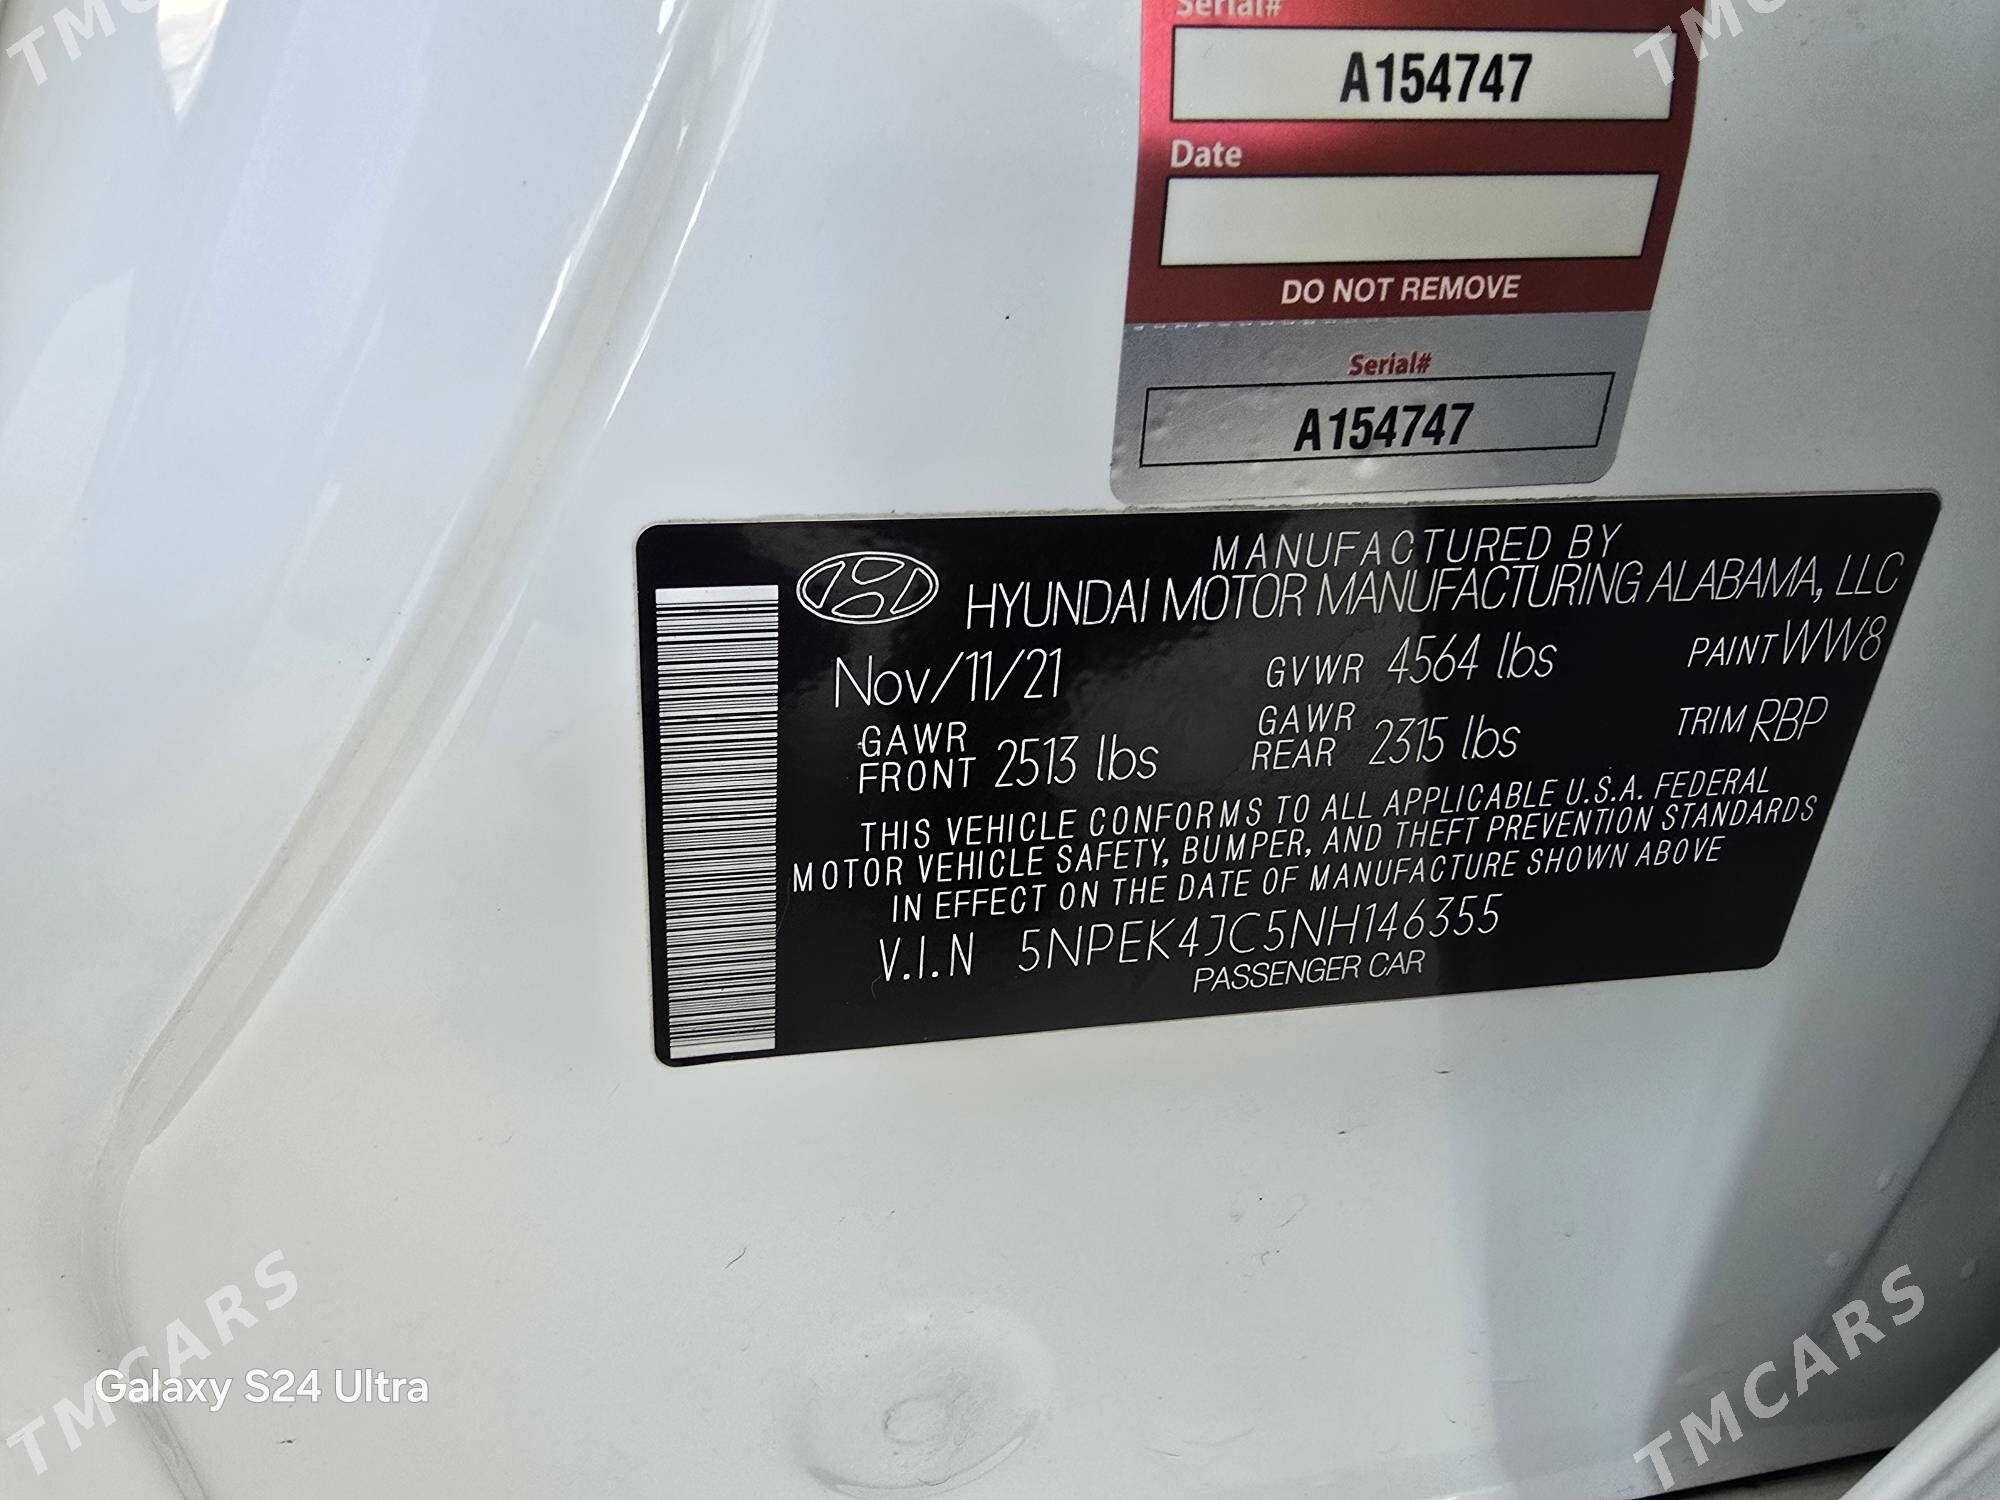 Serial#
A154747
Date
DO NOT REMOVE
Serial#
A154747
MANUFACTURED BY
HYUNDAI MOTOR MANUFACTURING ALABAMA, LLC
Nov/11/21 GVWR 4564 lbs PAINT WW8
GAWR FRONT 2513 lbs GAWR REAR 2315 lbs TRIM RBP
THIS VEHICLE CONFORMS TO ALL APPLICABLE U.S.A. FEDERAL
MOTOR VEHICLE SAFETY, BUMPER, AND THEFT PREVENTION STANDARDS
IN EFFECT ON THE DATE OF MANUFACTURE SHOWN ABOVE
V.I.N 5NPEK4JC5NH146355
PASSENGER CAR
Galaxy S24 Ultra
TMCARS
TMCARS